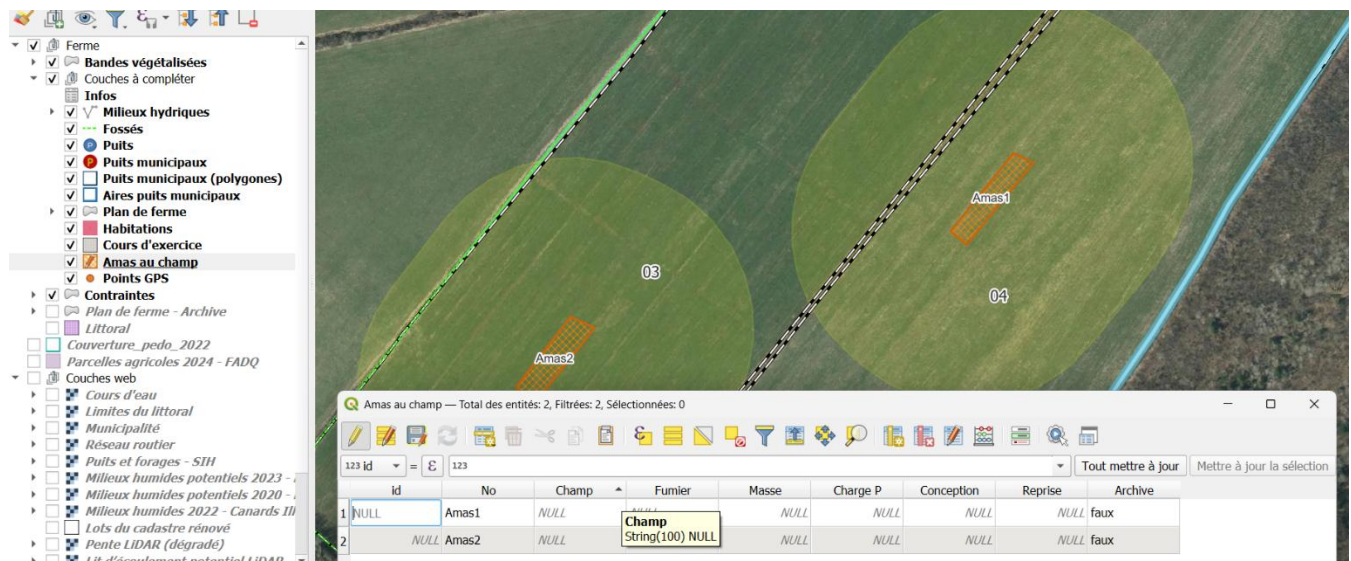 Ferme
Bandes végétalisées
Couches à compléter
Infos
Milieux hydriques
Fossés
P Puits
P Puits municipaux
Puits municipaux (polygones)
Aires puits municipaux
Plan de ferme
Habitations
Cours d'exercice
Amas au champ
Points GPS
Contraintes
Plan de ferme - Archive
Littoral
Couverture_pedo_2022
Parcelles agricoles 2024 - FADQ
Couches web
Cours d'eau
Limites du littoral
Municipalité
Réseau routier
Puits et forages - SIH
Milieux humides potentiels 2023 -
Milieux humides potentiels 2020 -
Milieux humides 2022 - Canards Ill
Lots du cadastre rénové
Pente LiDAR (dégradé)
Lit d'écoulement potentiel LiDAR
Amas1
03
04
Amas2
Amas au champ — Total des entités: 2, Filtrées: 2, Sélectionnées: 0
123 id = ε 123 Tout mettre à jour Mettre à jour la sélection
id No Champ Fumier Masse Charge P Conception Reprise Archive
1 NULL Amas1 NULL NULL NULL NULL NULL NULL faux
Champ
String(100) NULL
2 NULL Amas2 NULL NULL NULL NULL NULL faux